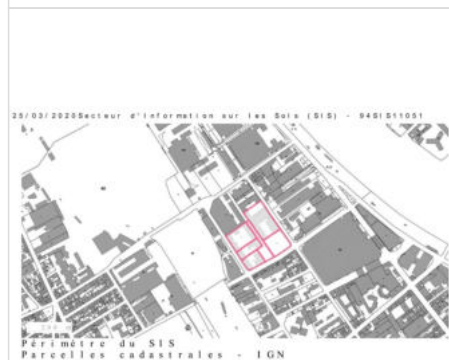 25/03/2020Secteur d'Information sur les Sols (SIS) - 94SIS11051
Périmètre du SIS
Parcelles cadastrales - IGN